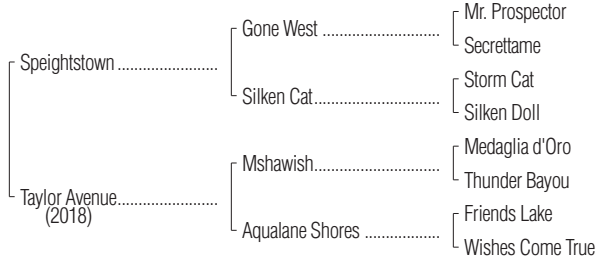 Mr. Prospector
Gone West ........................
Secrettame
Speightstown ........................
Storm Cat
Silken Cat..........................
Silken Doll
Medaglia d'Oro
Mshawish..........................
Thunder Bayou
Taylor Avenue........................
(2018)
Friends Lake
Aqualane Shores ..................
Wishes Come True